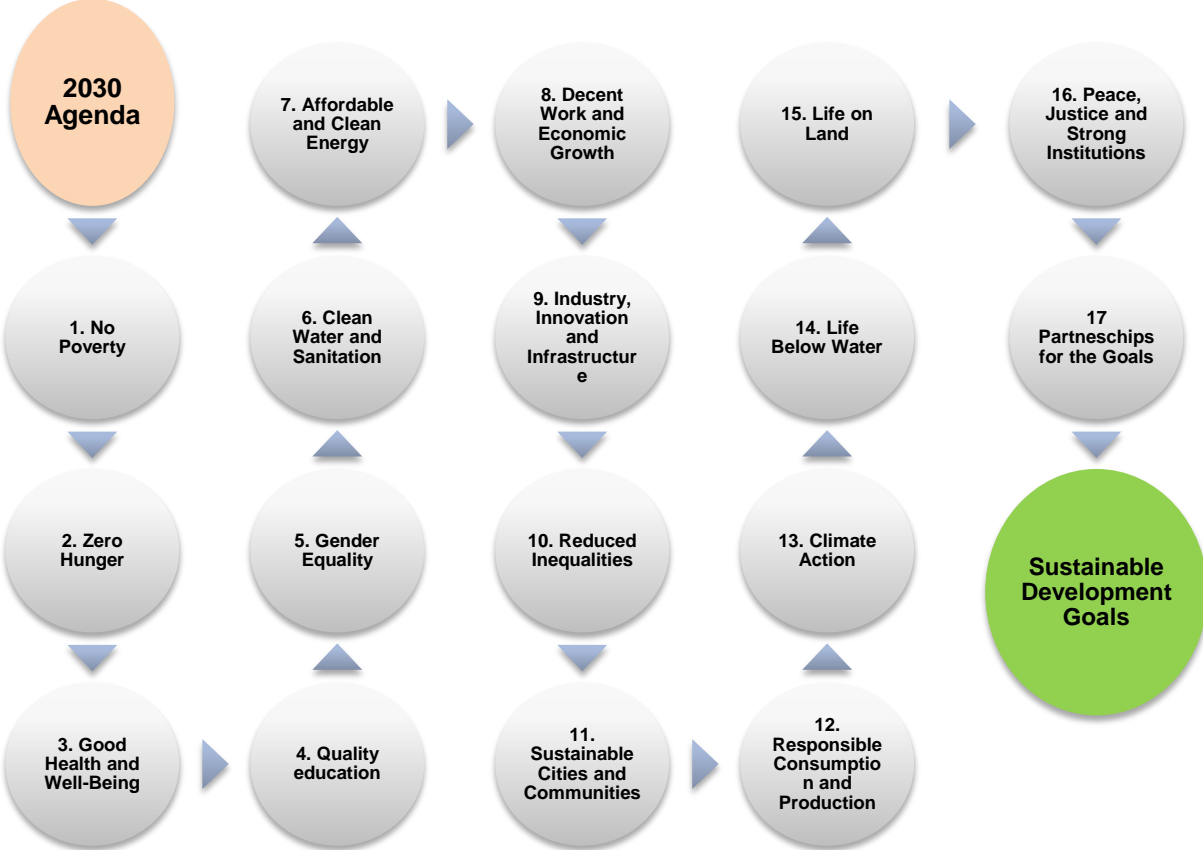 2030
Agenda
1. No
Poverty
2. Zero
Hunger
3. Good
Health and
Well-Being
4. Quality
education
5. Gender
Equality
6. Clean
Water and
Sanitation
7. Affordable
and Clean
Energy
8. Decent
Work and
Economic
Growth
9. Industry,
Innovation
and
Infrastructur
e
10. Reduced
Inequalities
11.
Sustainable
Cities and
Communities
12.
Responsible
Consumptio
n and
Production
13. Climate
Action
14. Life
Below Water
15. Life on
Land
16. Peace,
Justice and
Strong
Institutions
17
Partneschips
for the Goals
Sustainable
Development
Goals